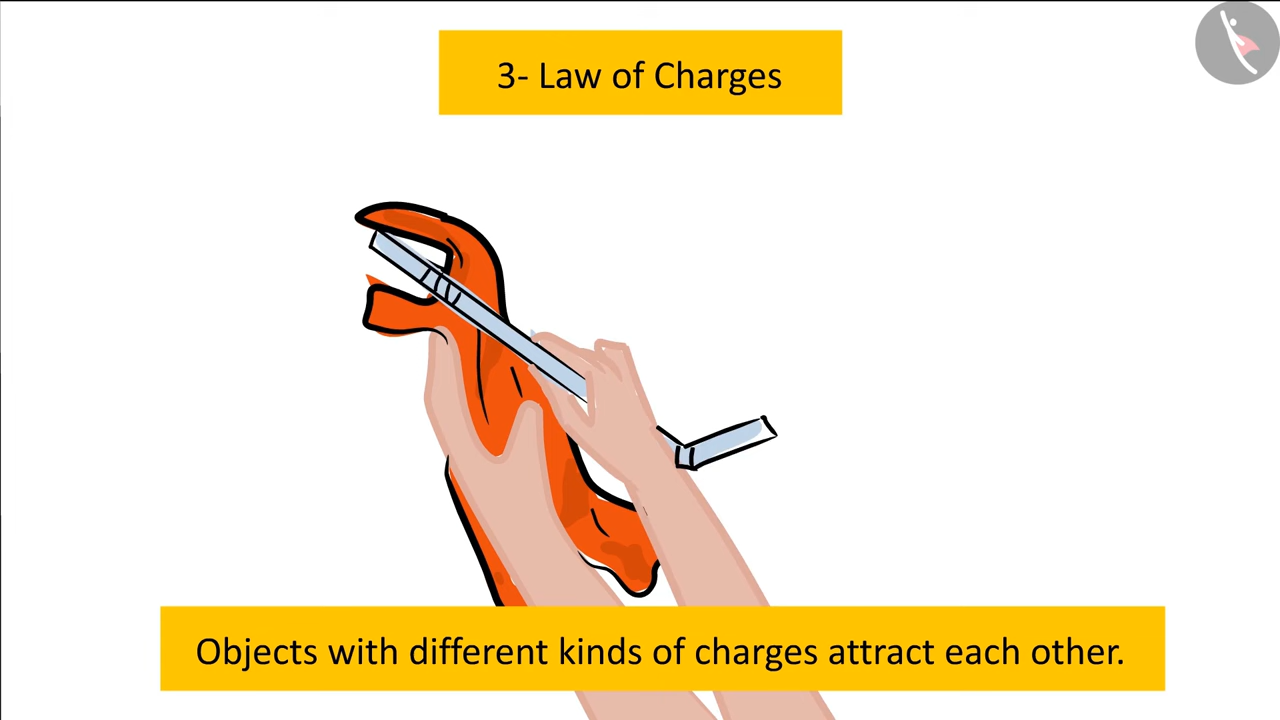 3- Law of Charges
Objects with different kinds of charges attract each other.